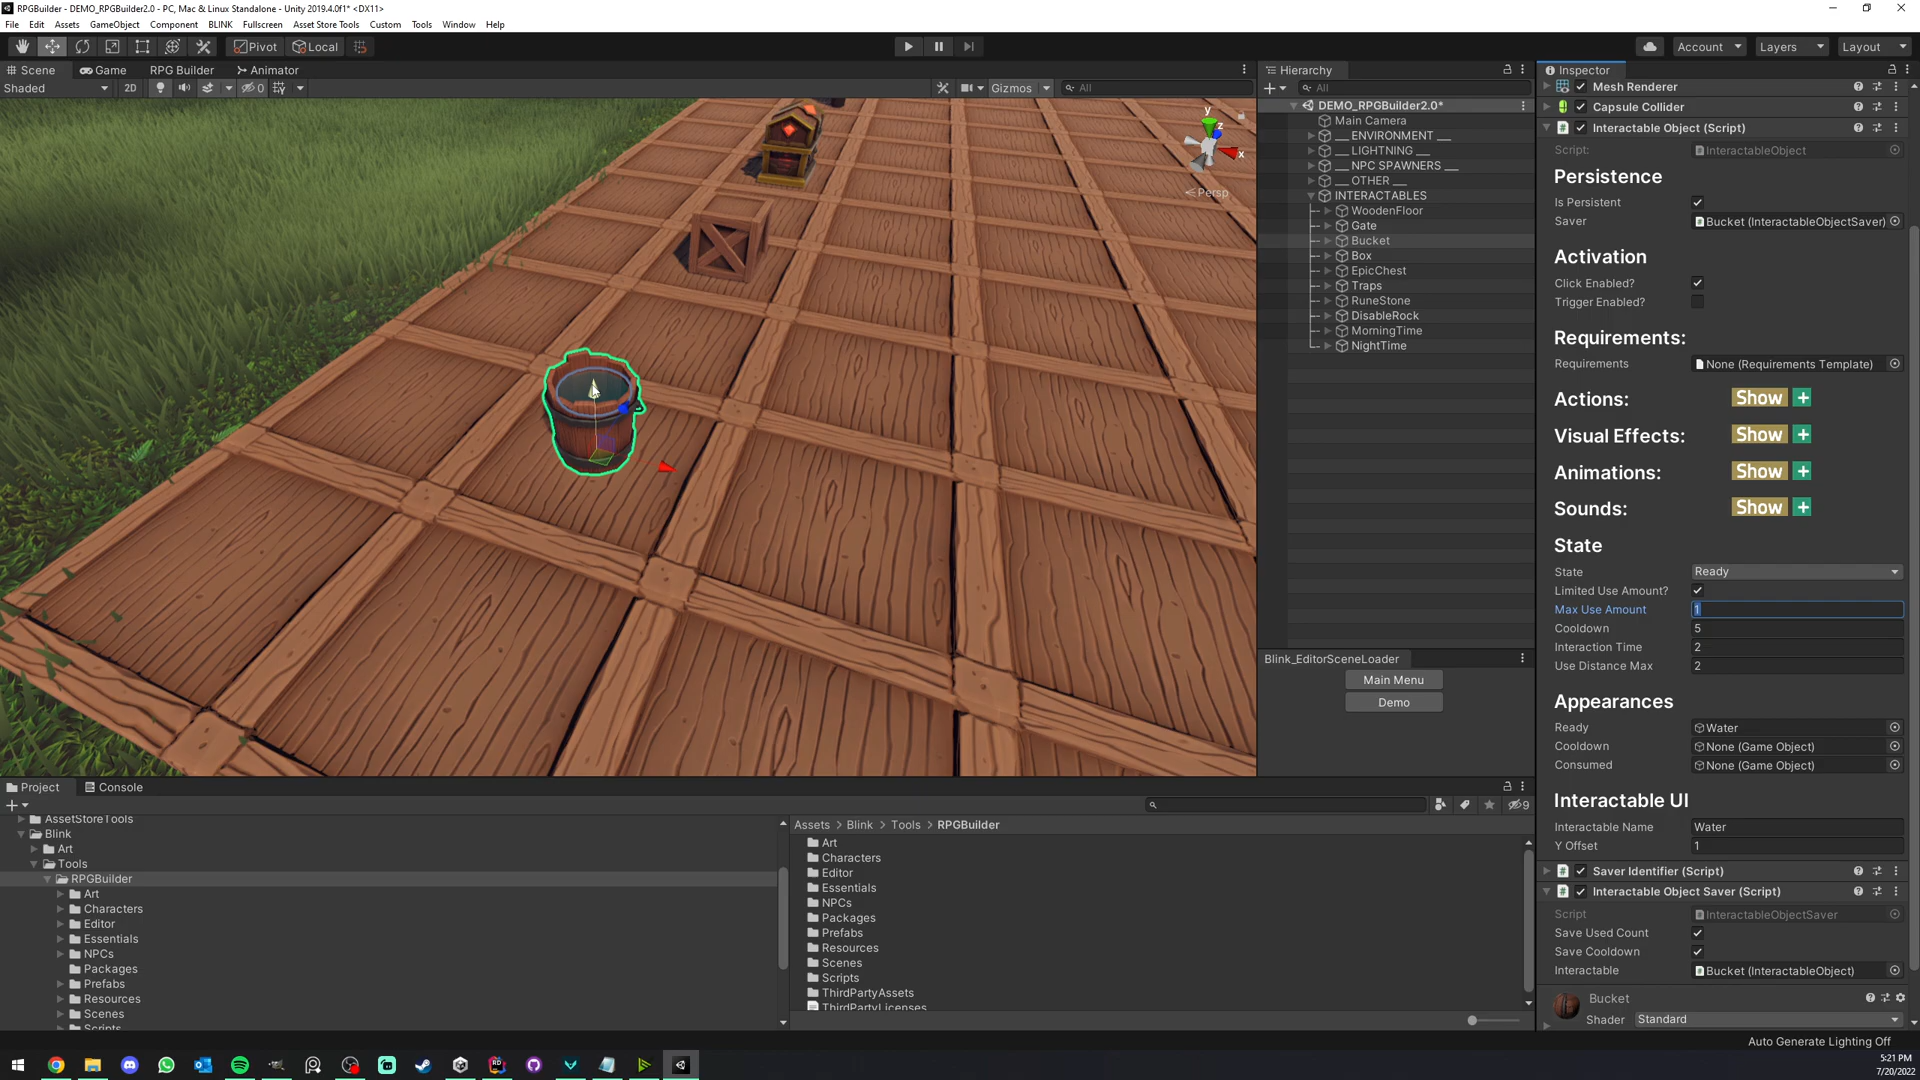 RPGBuilder - DEMO_RPGBuilder2.0 - PC, Mac & Linux Standalone - Unity 2019.4.0f1* <DX11>
File Edit Assets GameObject Component BLINK Fullscreen Asset Store Tools Custom Tools Window Help
Pivot Local Account Layers Layout
Scene Game RPG Builder Animator
Shaded 2D 0 Gizmos All
y
z
x
Persp
Hierarchy
All
DEMO_RPGBuilder2.0*
Main Camera
__ ENVIRONMENT __
__ LIGHTNING __
__ NPC SPAWNERS __
__ OTHER __
INTERACTABLES
WoodenFloor
Gate
Bucket
Box
EpicChest
Traps
RuneStone
DisableRock
MorningTime
NightTime
Blink_EditorSceneLoader
Main Menu
Demo
Inspector
Mesh Renderer
Capsule Collider
Interactable Object (Script)
Script: InteractableObject
Persistence
Is Persistent
Saver Bucket (InteractableObjectSaver)
Activation
Click Enabled?
Trigger Enabled?
Requirements:
Requirements None (Requirements Template)
Actions: Show +
Visual Effects: Show +
Animations: Show +
Sounds: Show +
State
State Ready
Limited Use Amount?
Max Use Amount 1
Cooldown 5
Interaction Time 2
Use Distance Max 2
Appearances
Ready Water
Cooldown None (Game Object)
Consumed None (Game Object)
Interactable UI
Interactable Name Water
Y Offset 1
Saver Identifier (Script)
Interactable Object Saver (Script)
Script InteractableObjectSaver
Save Used Count
Save Cooldown
Interactable Bucket (InteractableObject)
Bucket
Shader Standard
Project Console
9
AssetStoreTools
Blink
Art
Tools
RPGBuilder
Art
Characters
Editor
Essentials
NPCs
Packages
Prefabs
Resources
Scenes
Scripts
Assets > Blink > Tools > RPGBuilder
Art
Characters
Editor
Essentials
NPCs
Packages
Prefabs
Resources
Scenes
Scripts
ThirdPartyAssets
ThirdPartyLicenses
Auto Generate Lighting Off
5:21 PM
7/20/2022